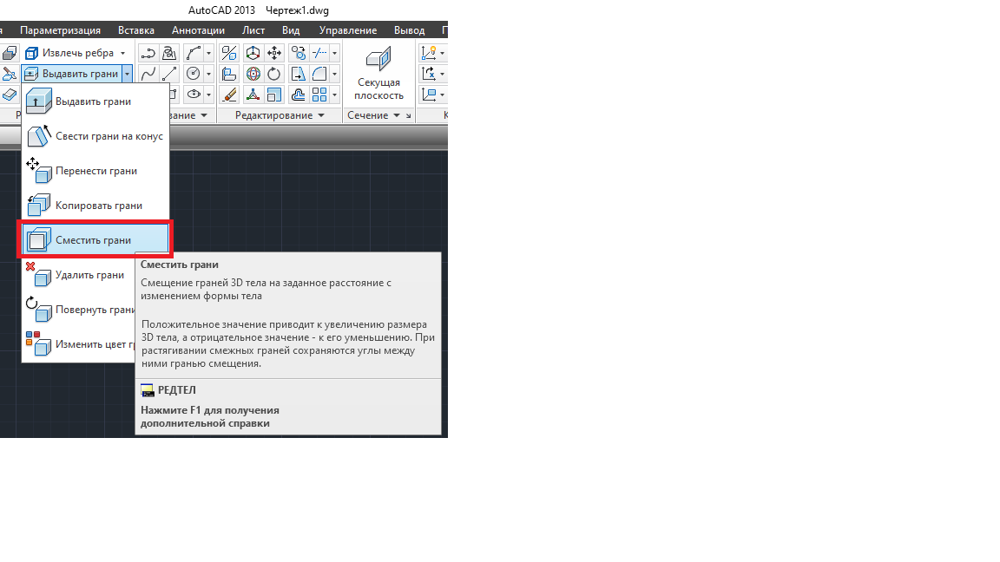 AutoCAD 2013 Чертеж1.dwg
Параметризация Вставка Аннотации Лист Вид Управление Вывод
Извлечь ребра
Выдавить грани
Секущая
плоскость
Редактирование Сечение
Выдавить грани
Свести грани на конус
Перенести грани
Копировать грани
Сместить грани
Удалить грани
Повернуть грани
Изменить цвет гр
Сместить грани
Смещение граней 3D тела на заданное расстояние с
изменением формы тела
Положительное значение приводит к увеличению размера
3D тела, а отрицательное значение - к его уменьшению. При
растягивании смежных граней сохраняются углы между
ними гранью смещения.
РЕДТЕЛ
Нажмите F1 для получения
дополнительной справки